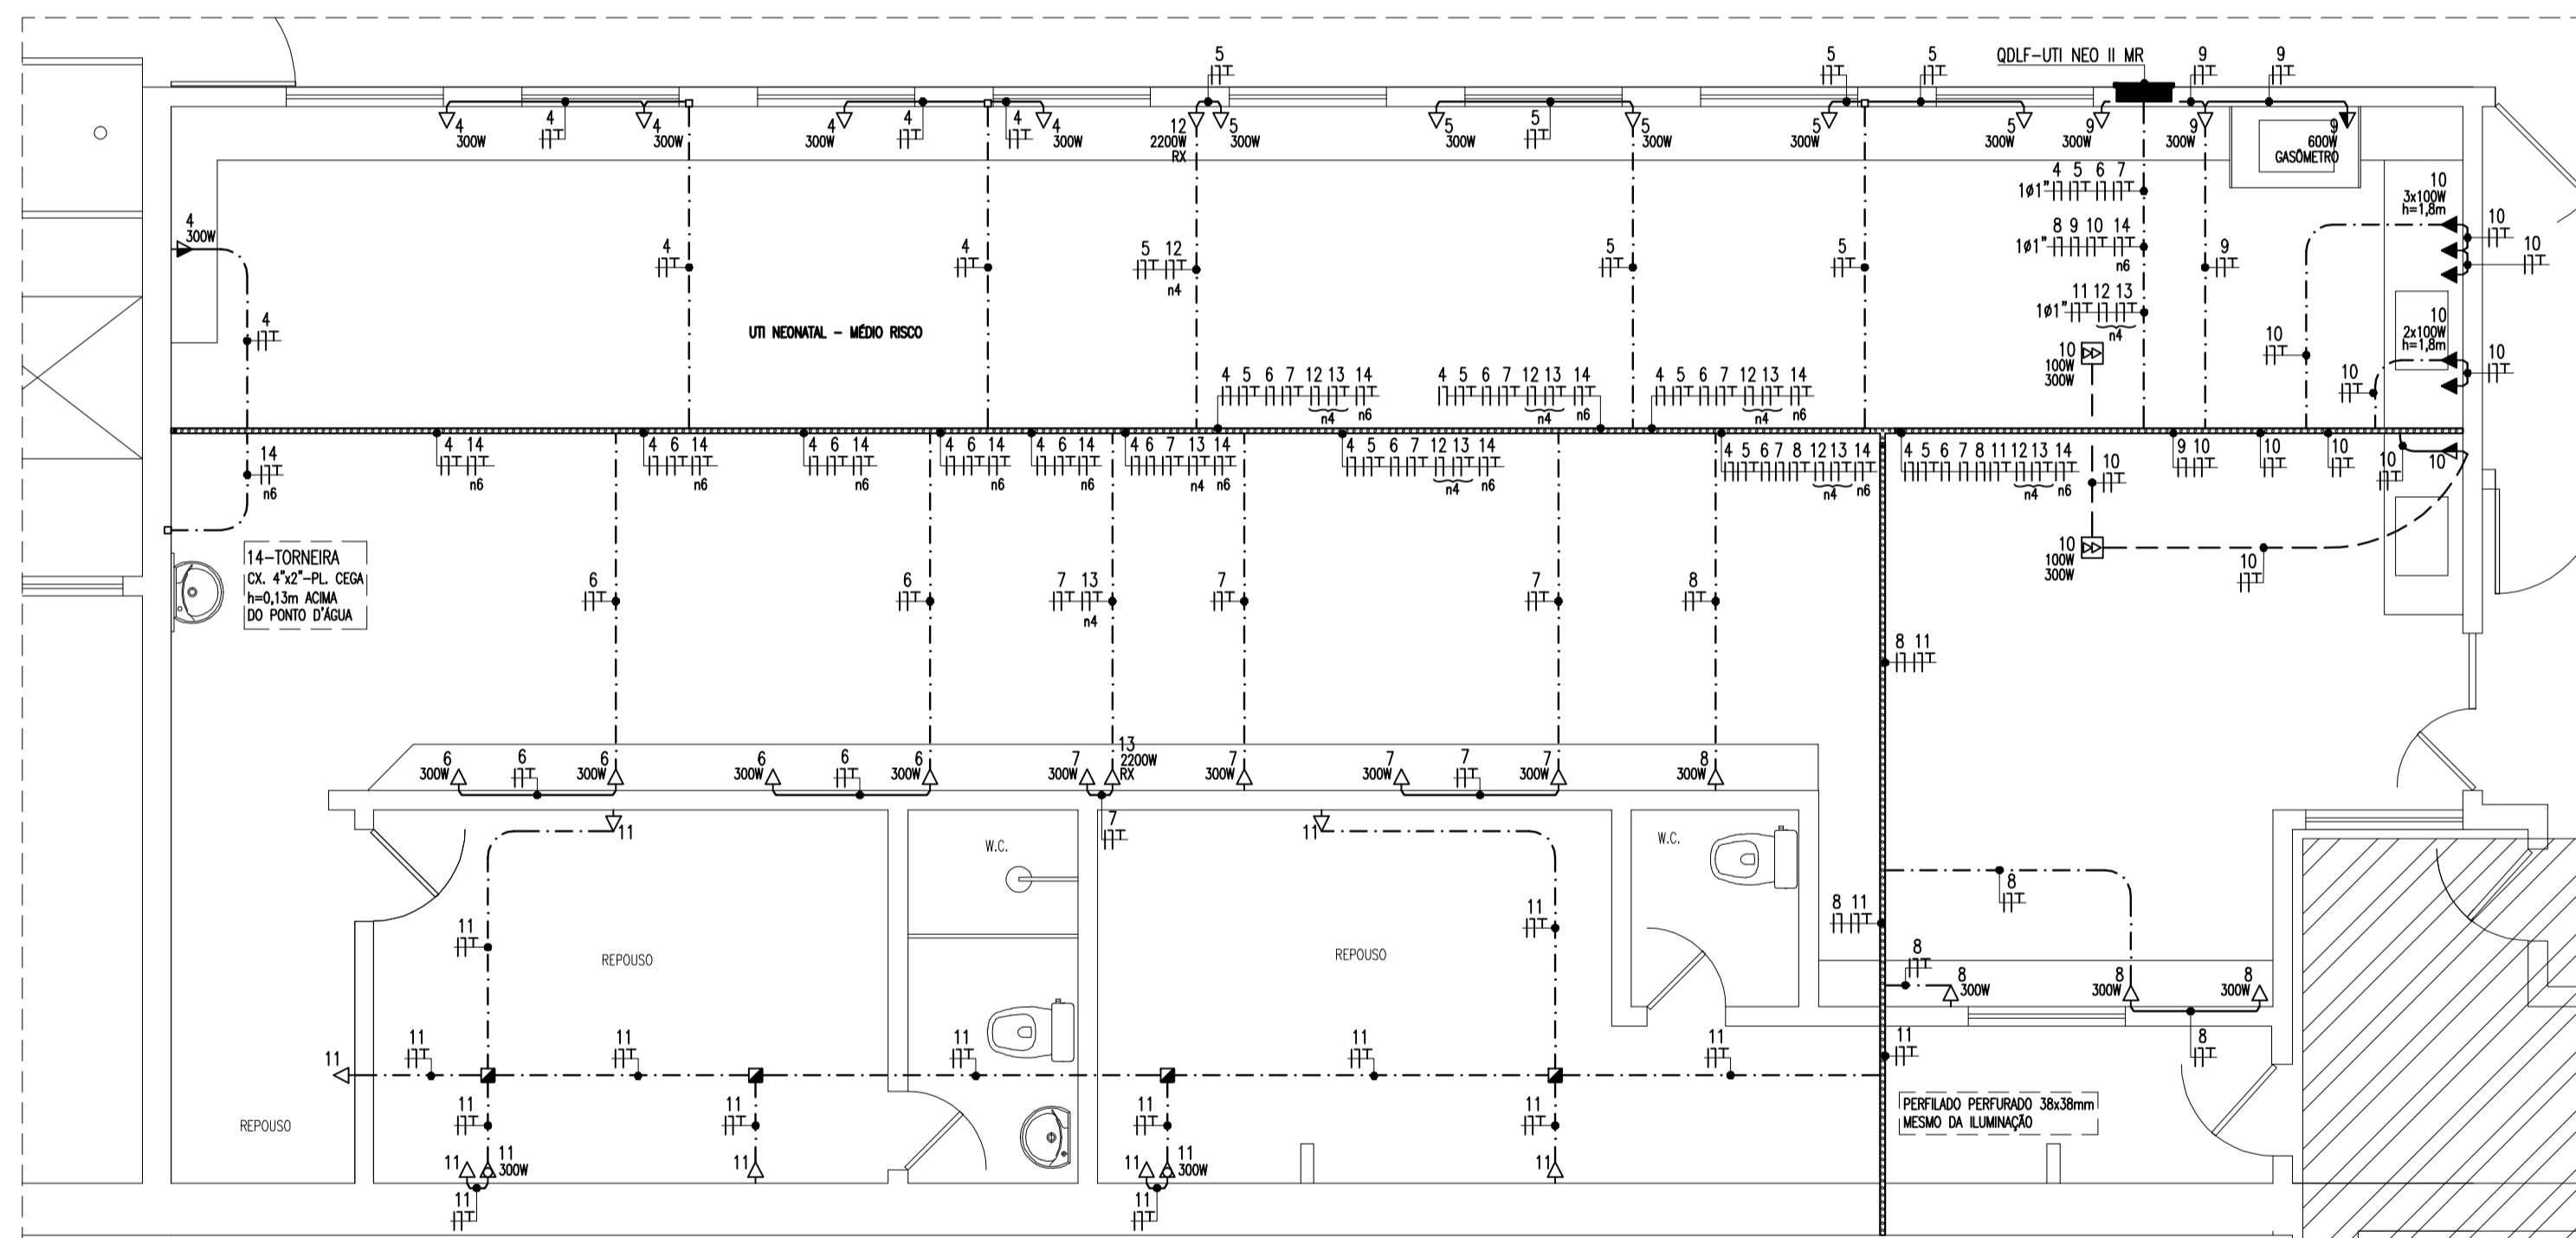 5
5
5
QDLF-UTI NEO II MR
9
9
4
300W
4
4
300W
4
300W
4
4
4
300W
12
2200W
RX
5
300W
5
300W
5
5
300W
5
300W
5
300W
9
300W
9
300W
9
600W
GASÔMETRO
4
300W
4
4
4
5 12
n4
5
5
1ø1" 4 5 6 7
1ø1" 8 9 10 14
n6
1ø1" 11 12 13
n4
9
10
3x100W
h=1,8m
10
10
10
2x100W
h=1,8m
10
10
10
10
100W
300W
UTI NEONATAL - MÉDIO RISCO
4 5 6 7 12 13 14
n4 n6
4 5 6 7 12 13 14
n4 n6
4 5 6 7 12 13 14
n4 n6
14
n6
4 14
n6
4 6 14
n6
4 6 14
n6
4 6 14
n6
4 6 14
n6
4 6 7 13 14
n4 n6
4 5 6 7 12 13 14
n4 n6
4 5 6 7 8 12 13 14
n4 n6
4 5 6 7 8 11 12 13 14
n4 n6
10
9 10
10
10
10
10
14-TORNEIRA
CX. 4"x2"-PL. CEGA
h=0,13m ACIMA
DO PONTO D'ÁGUA
10
100W
300W
10
6
6
7 13
n4
7
7
8
8 11
6
300W
6
6
300W
6
300W
6
6
300W
7
300W
13
2200W
RX
7
300W
7
300W
7
7
300W
8
300W
11
7
11
W.C.
W.C.
8
11
REPOUSO
11
REPOUSO
8 11
8
8
300W
8
300W
8
300W
11
11
11
11
11
11
11
8
REPOUSO
11
11
11
11
PERFILADO PERFURADO 38x38mm
MESMO DA ILUMINAÇÃO
11
11
300W
11
11
11
300W
11
11
11